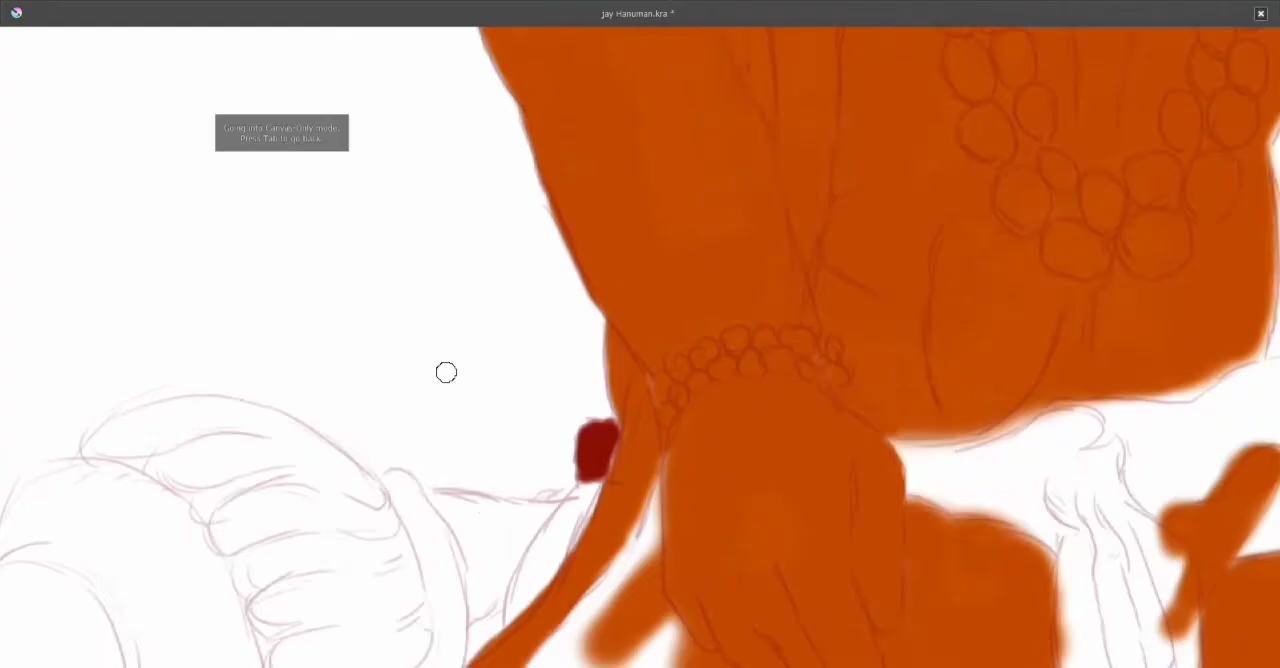 jay Hanuman.kra *
Going into Canvas-Only mode.
Press Tab to go back.